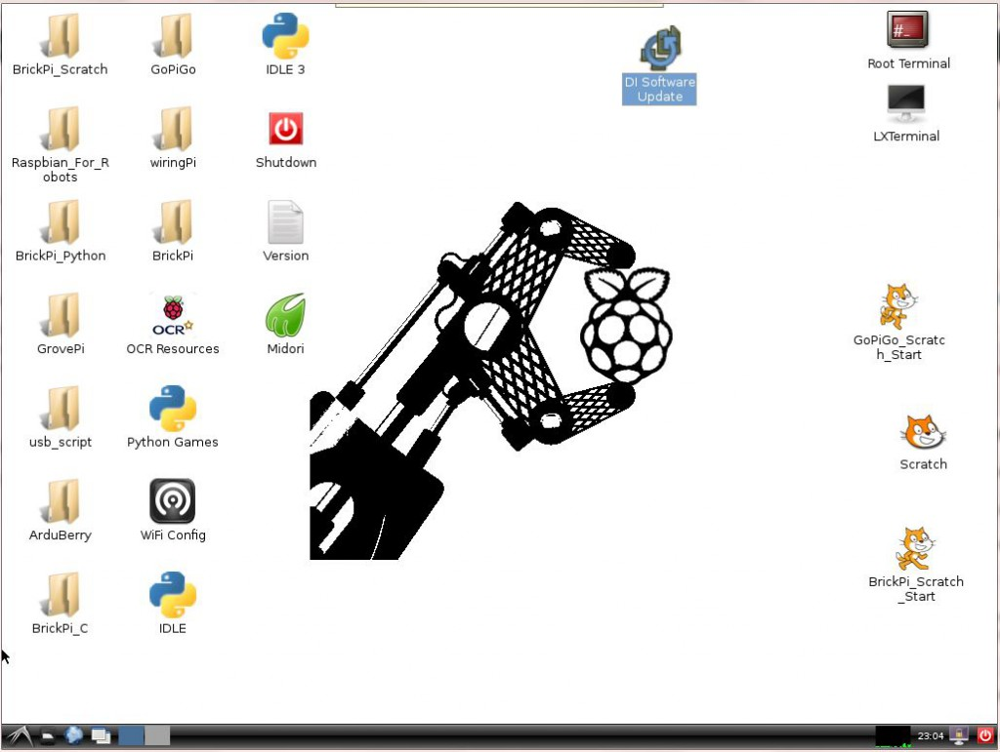 BrickPi_Scratch
GoPiGo
IDLE 3
DI Software
Update
Root Terminal
#_
LXTerminal
Raspbian_For_R
obots
wiringPi
Shutdown
BrickPi_Python
BrickPi
Version
GrovePi
OCR
OCR Resources
Midori
GoPiGo_Scratc
h_Start
usb_script
Python Games
Scratch
ArduBerry
WiFi Config
BrickPi_Scratch
_Start
BrickPi_C
IDLE
23:04